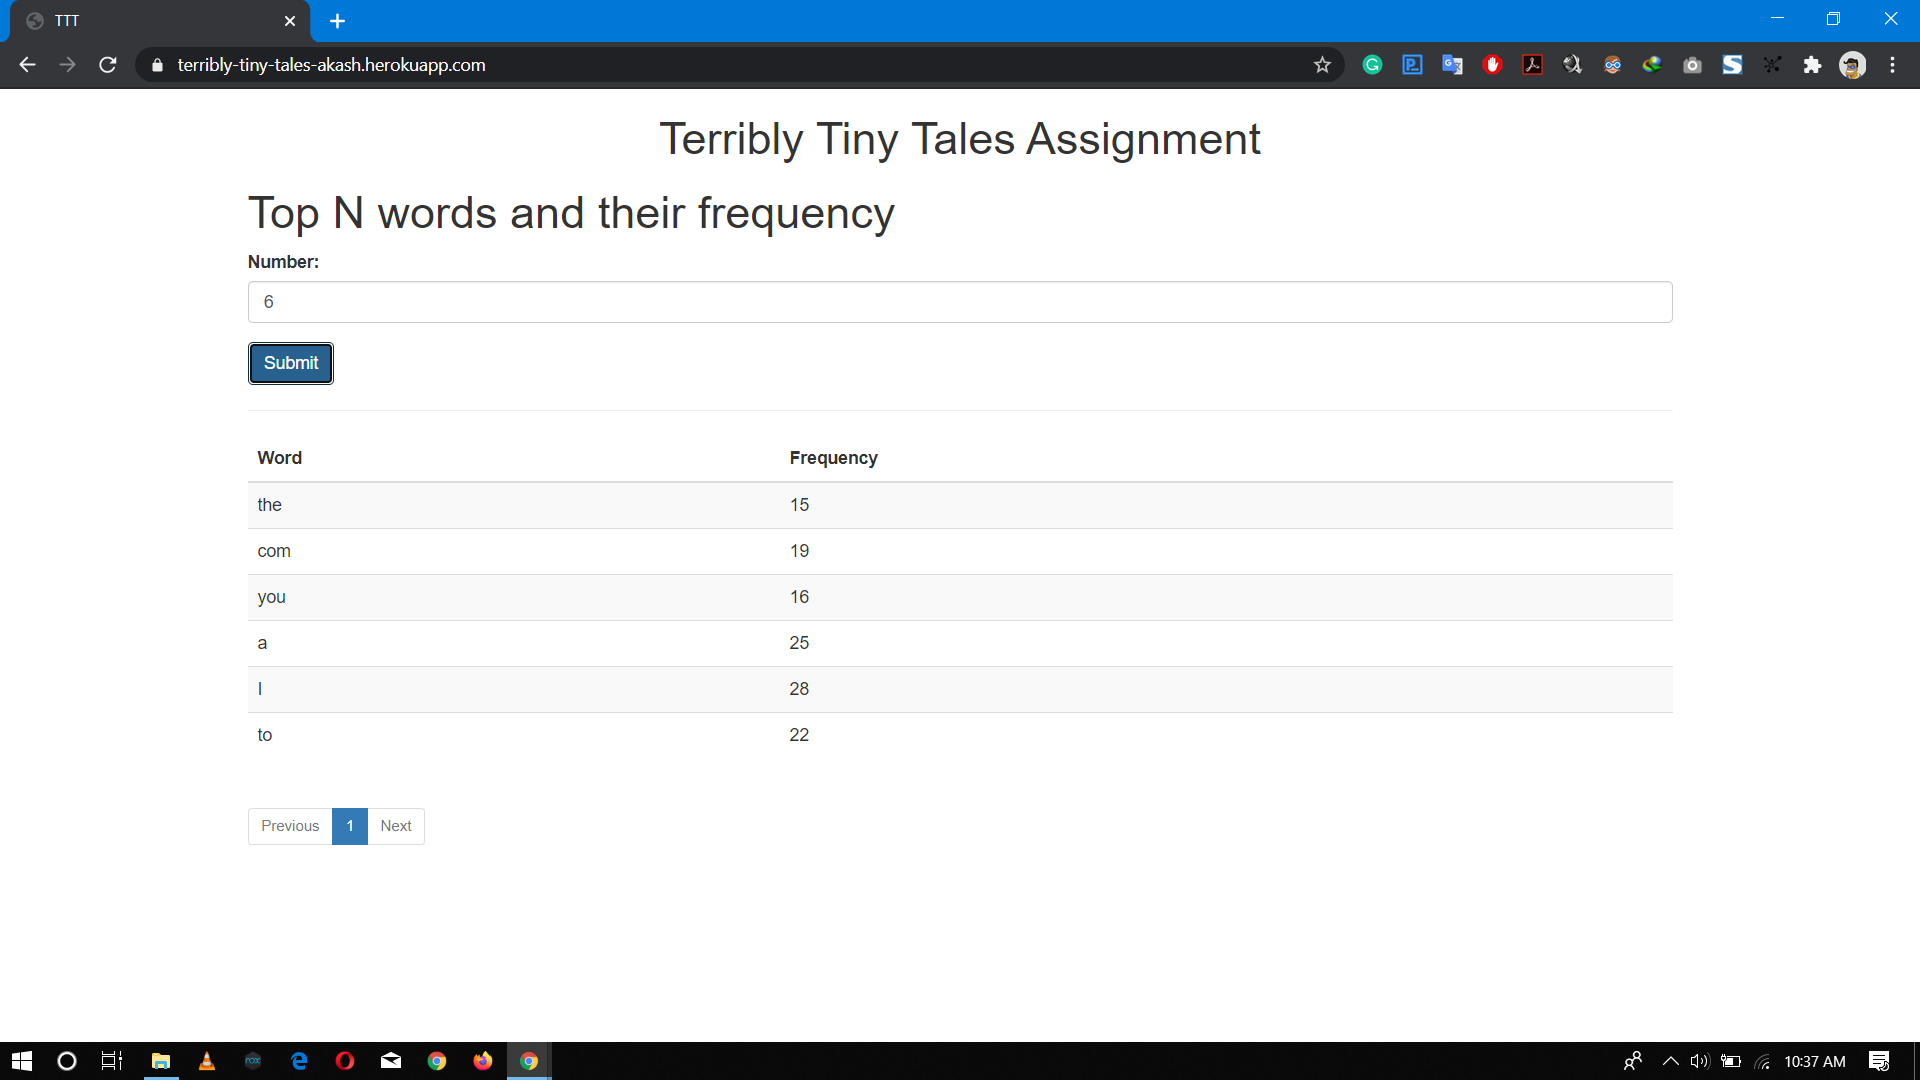 TTT
terribly-tiny-tales-akash.herokuapp.com
Terribly Tiny Tales Assignment
Top N words and their frequency
Number:
6
Submit
Word Frequency
the 15
com 19
you 16
a 25
I 28
to 22
Previous 1 Next
10:37 AM